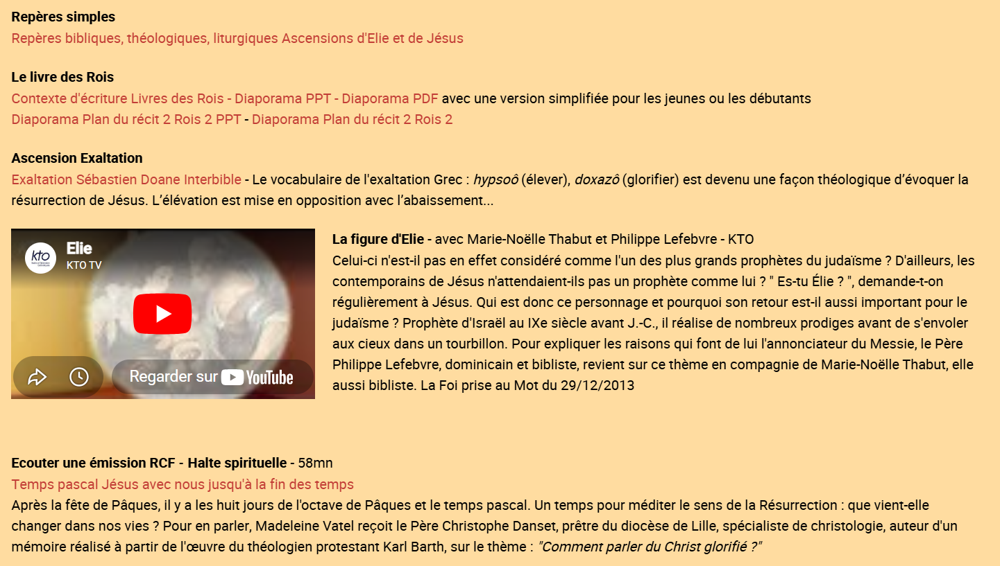 Repères simples
Repères bibliques, théologiques, liturgiques Ascensions d'Elie et de Jésus
Le livre des Rois
Contexte d'écriture Livres des Rois - Diaporama PPT - Diaporama PDF avec une version simplifiée pour les jeunes ou les débutants
Diaporama Plan du récit 2 Rois 2 PPT - Diaporama Plan du récit 2 Rois 2
Ascension Exaltation
Exaltation Sébastien Doane Interbible - Le vocabulaire de l'exaltation Grec : hypsoô (élever), doxazô (glorifier) est devenu une façon théologique d’évoquer la
résurrection de Jésus. L’élévation est mise en opposition avec l’abaissement...
kto
Elie
KTO TV
Regarder sur YouTube
La figure d'Elie - avec Marie-Noëlle Thabut et Philippe Lefebvre - KTO
Celui-ci n'est-il pas en effet considéré comme l'un des plus grands prophètes du judaïsme ? D'ailleurs, les
contemporains de Jésus n'attendaient-ils pas un prophète comme lui ? " Es-tu Élie ? ", demande-t-on
régulièrement à Jésus. Qui est donc ce personnage et pourquoi son retour est-il aussi important pour le
judaïsme ? Prophète d'Israël au IXe siècle avant J.-C., il réalise de nombreux prodiges avant de s'envoler
aux cieux dans un tourbillon. Pour expliquer les raisons qui font de lui l'annonciateur du Messie, le Père
Philippe Lefebvre, dominicain et bibliste, revient sur ce thème en compagnie de Marie-Noëlle Thabut, elle
aussi bibliste. La Foi prise au Mot du 29/12/2013
Ecouter une émission RCF - Halte spirituelle - 58mn
Temps pascal Jésus avec nous jusqu'à la fin des temps
Après la fête de Pâques, il y a les huit jours de l'octave de Pâques et le temps pascal. Un temps pour méditer le sens de la Résurrection : que vient-elle
changer dans nos vies ? Pour en parler, Madeleine Vatel reçoit le Père Christophe Danset, prêtre du diocèse de Lille, spécialiste de christologie, auteur d'un
mémoire réalisé à partir de l'œuvre du théologien protestant Karl Barth, sur le thème : "Comment parler du Christ glorifié ?"